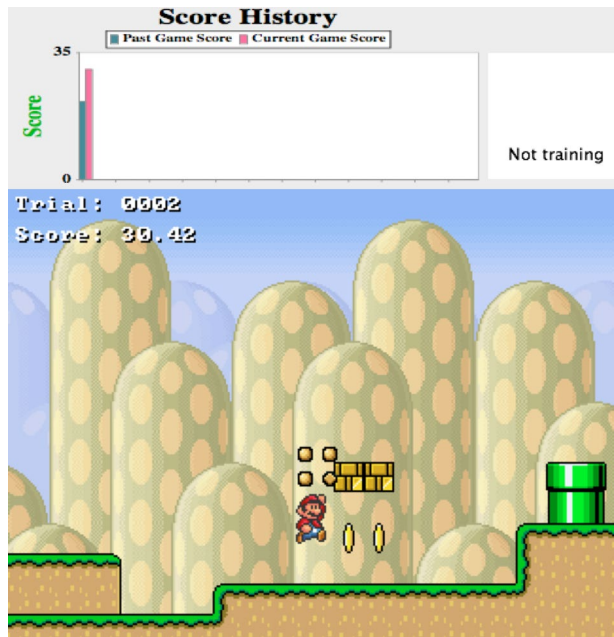 Score History
Past Game Score Current Game Score
35
Score
0
Not training
Trial: 0002
Score: 30.42